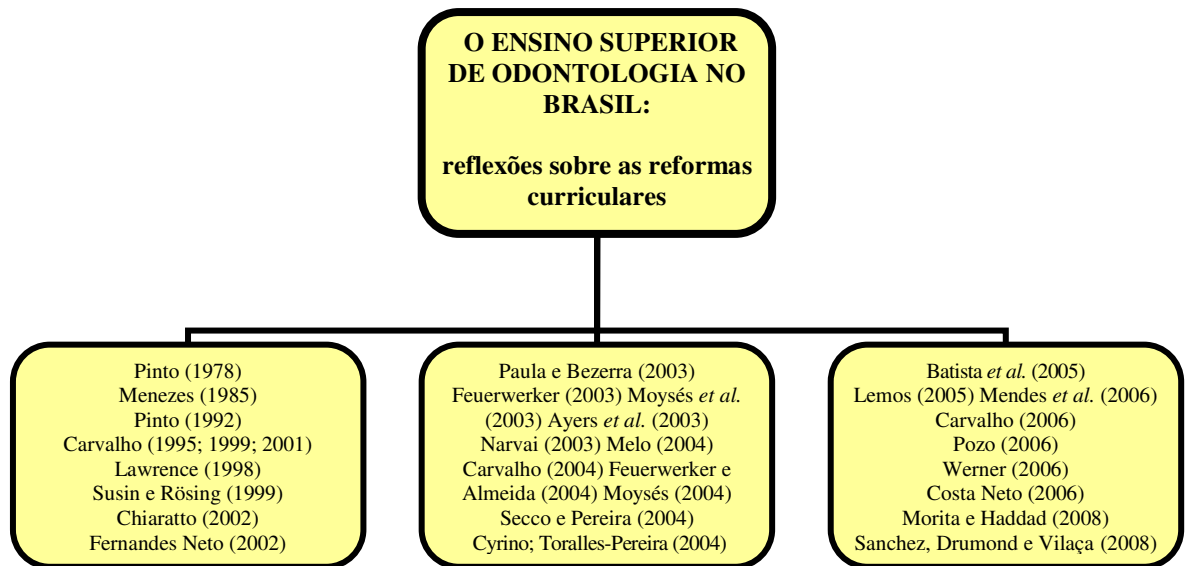 O ENSINO SUPERIOR
DE ODONTOLOGIA NO
BRASIL:
reflexões sobre as reformas
curriculares
Pinto (1978)
Menezes (1985)
Pinto (1992)
Carvalho (1995; 1999; 2001)
Lawrence (1998)
Susin e Rösing (1999)
Chiaratto (2002)
Fernandes Neto (2002)
Paula e Bezerra (2003)
Feuerwerker (2003) Moysés et al.
(2003) Ayers et al. (2003)
Narvai (2003) Melo (2004)
Carvalho (2004) Feuerwerker e
Almeida (2004) Moysés (2004)
Secco e Pereira (2004)
Cyrino; Toralles-Pereira (2004)
Batista et al. (2005)
Lemos (2005) Mendes et al. (2006)
Carvalho (2006)
Pozo (2006)
Werner (2006)
Costa Neto (2006)
Morita e Haddad (2008)
Sanchez, Drumond e Vilaça (2008)